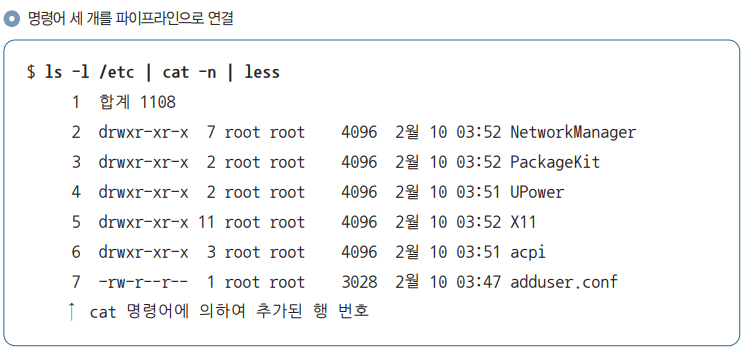 명령어 세 개를 파이프라인으로 연결
$ ls -l /etc | cat -n | less
1 합계 1108
2 drwxr-xr-x 7 root root 4096 2월 10 03:52 NetworkManager
3 drwxr-xr-x 2 root root 4096 2월 10 03:52 PackageKit
4 drwxr-xr-x 2 root root 4096 2월 10 03:51 UPower
5 drwxr-xr-x 11 root root 4096 2월 10 03:52 X11
6 drwxr-xr-x 3 root root 4096 2월 10 03:51 acpi
7 -rw-r--r-- 1 root root 3028 2월 10 03:47 adduser.conf
↑ cat 명령어에 의하여 추가된 행 번호